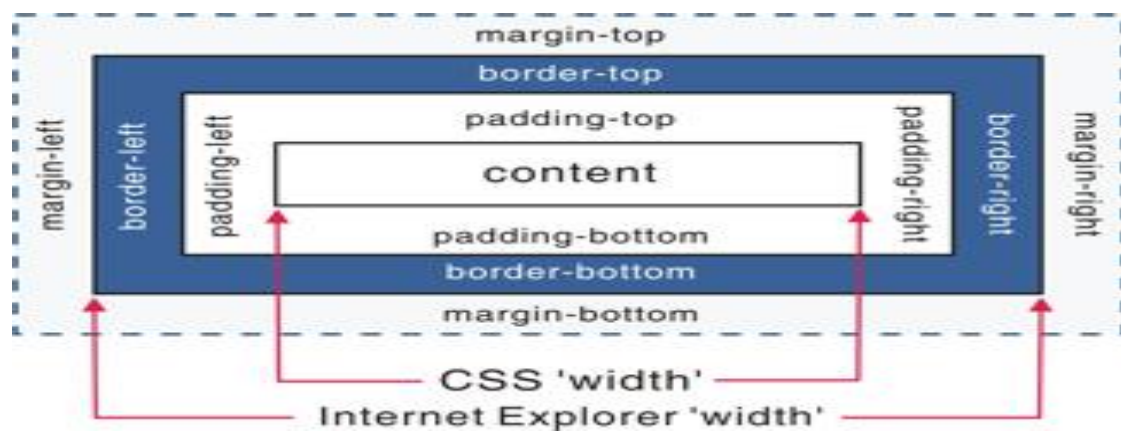 margin-top
border-top
padding-top
margin-left
border-left
padding-left
content
padding-right
border-right
margin-right
padding-bottom
border-bottom
margin-bottom
CSS 'width'
Internet Explorer 'width'